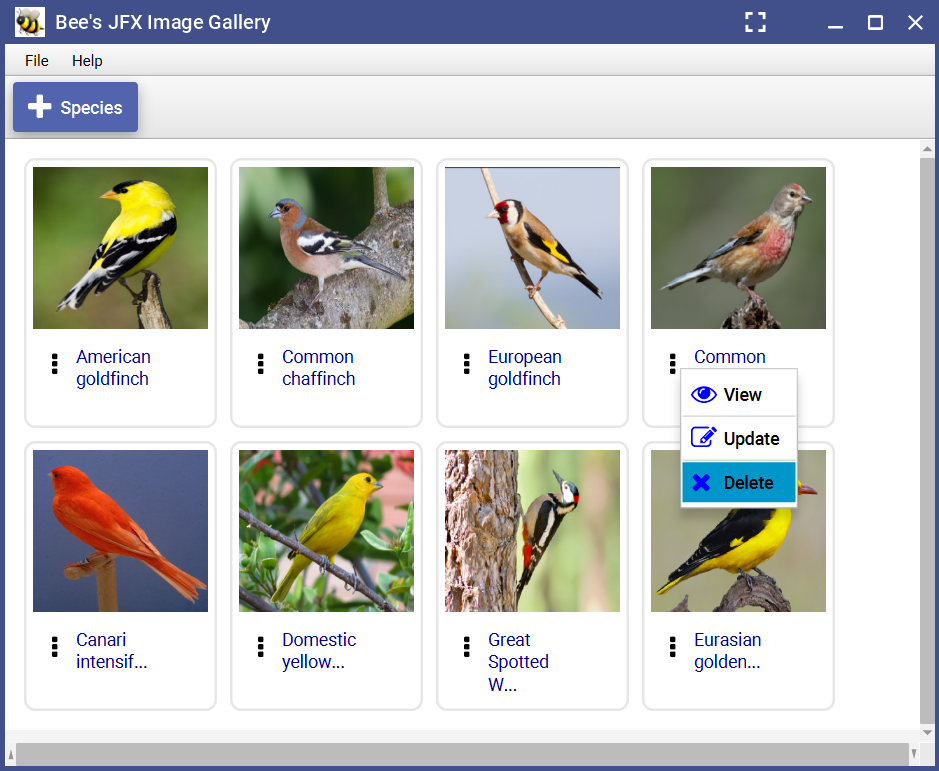 Bee's JFX Image Gallery
File Help
Species
American
goldfinch
Common
chaffinch
European
goldfinch
Common
View
Update
Delete
Canari
intensif...
Domestic
yellow...
Great
Spotted
W...
Eurasian
golden...